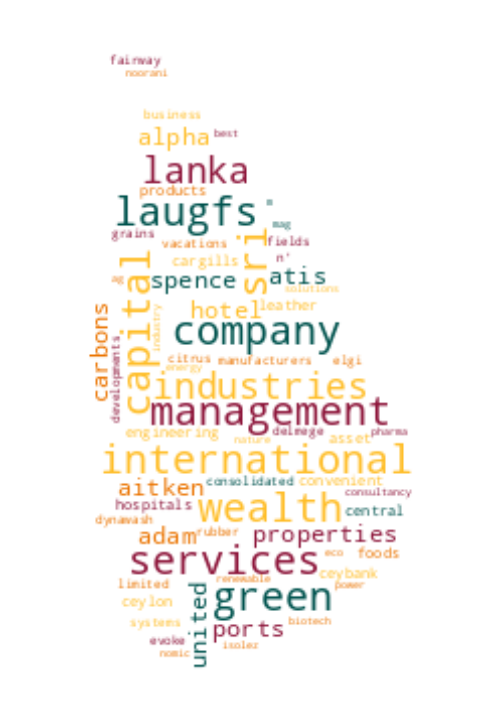 fairway
noorani
business
alpha best
lanka
products
laugfs "
grains mag
vacations sri fields
capital cargills n'
ag spence atis
solutions
carbons industry hotel leather
company
developments citrus manufacturers elgi
energy
industries
management
engineering nature delmege asset pharma
international
aitken consolidated convenient
hospitals wealth consultancy
dynawash central
adam rubber properties
services eco foods
limited renewable ceybank power
ceylon united green
systems ports biotech
evoke isolez
nomic